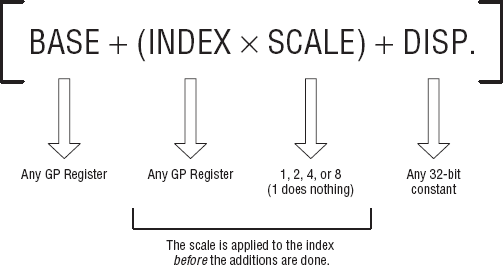 [BASE + (INDEX × SCALE) + DISP.]
Any GP Register Any GP Register 1, 2, 4, or 8 Any 32-bit
(1 does nothing) constant
The scale is applied to the index
before the additions are done.